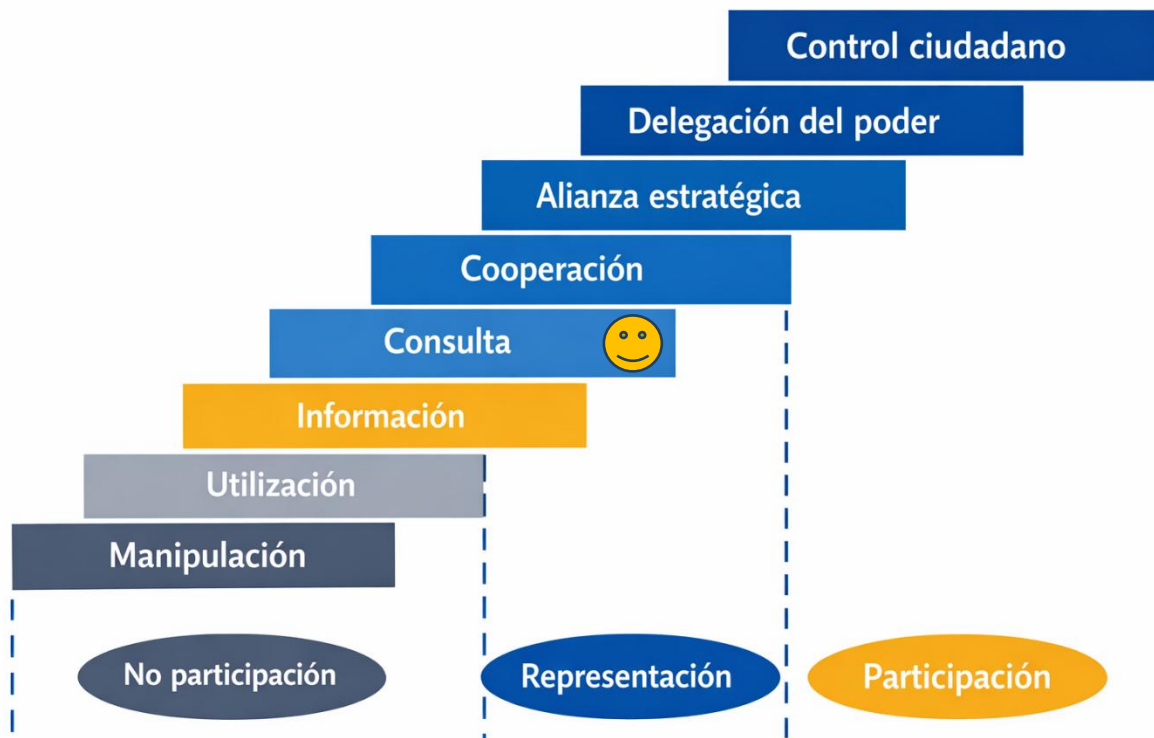 Control ciudadano
Delegación del poder
Alianza estratégica
Cooperación
Consulta
Información
Utilización
Manipulación
No participación
Representación
Participación